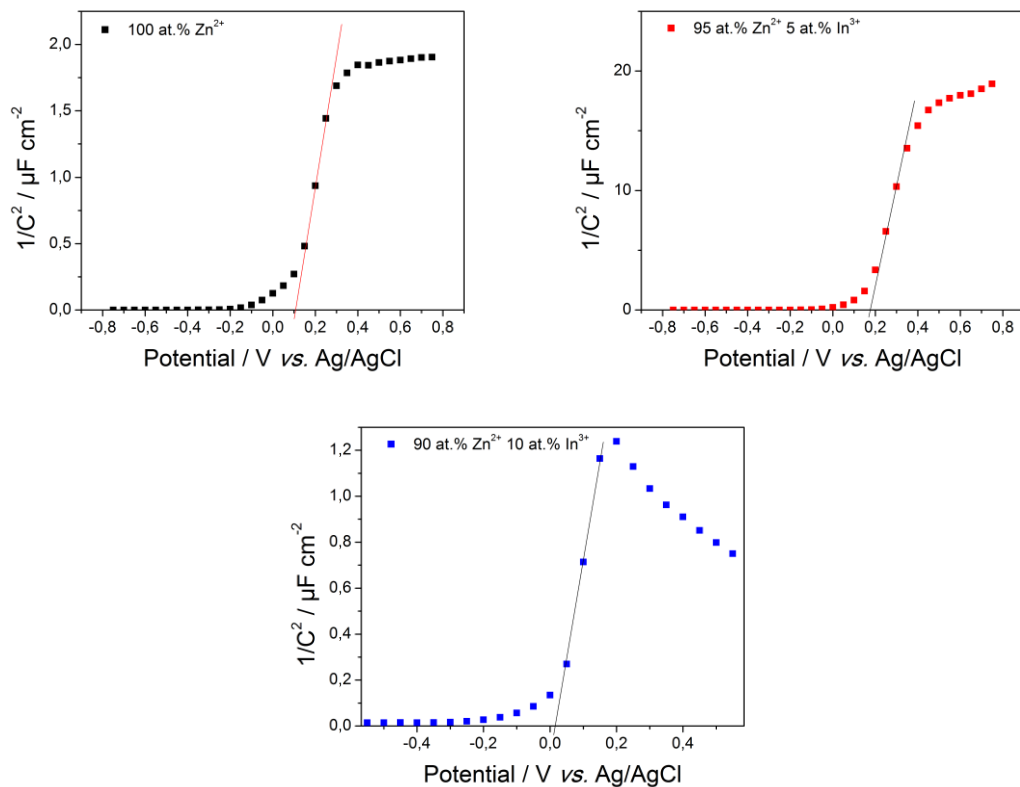 100 at.% Zn²⁺
2,0
1,5
1,0
0,5
0,0
-0,8 -0,6 -0,4 -0,2 0,0 0,2 0,4 0,6 0,8
1/C² / µF cm⁻²
Potential / V vs. Ag/AgCl
95 at.% Zn²⁺ 5 at.% In³⁺
20
10
0
-0,8 -0,6 -0,4 -0,2 0,0 0,2 0,4 0,6 0,8
1/C² / µF cm⁻²
Potential / V vs. Ag/AgCl
90 at.% Zn²⁺ 10 at.% In³⁺
1,2
1,0
0,8
0,6
0,4
0,2
0,0
-0,4 -0,2 0,0 0,2 0,4
1/C² / µF cm⁻²
Potential / V vs. Ag/AgCl